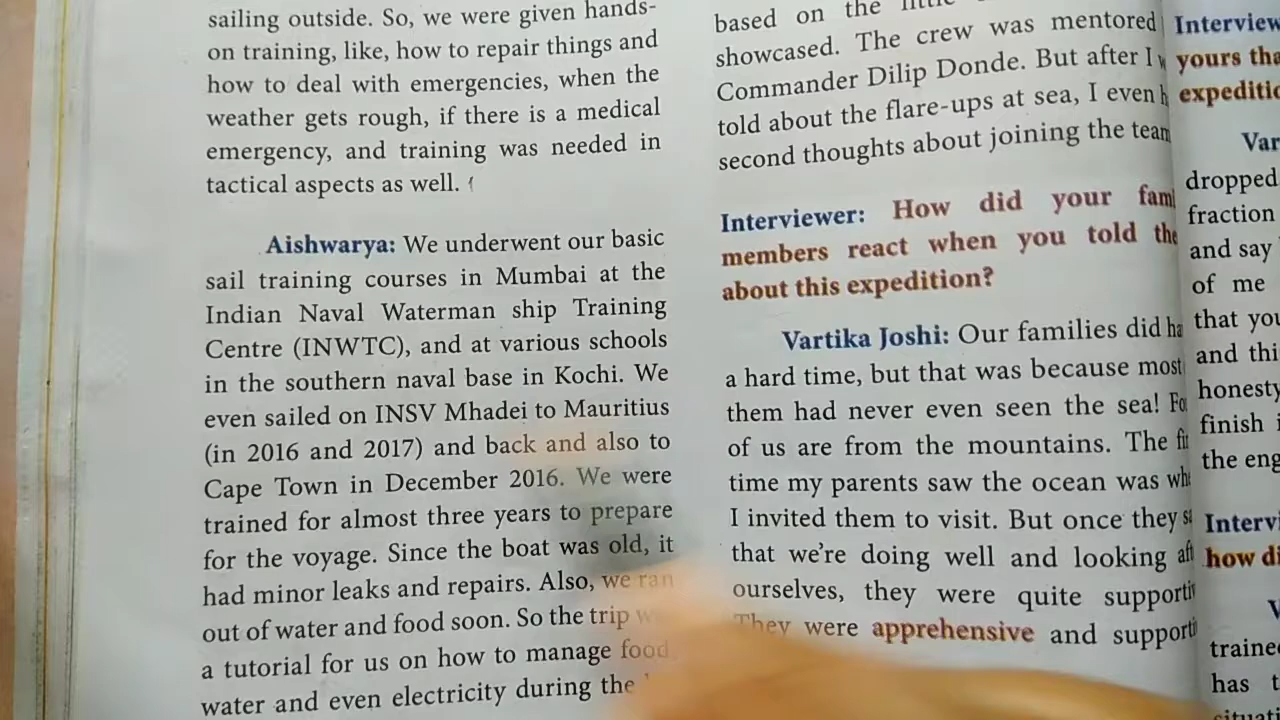 sailing outside. So, we were given hands-
on training, like, how to repair things and
how to deal with emergencies, when the
weather gets rough, if there is a medical
emergency, and training was needed in
tactical aspects as well.
Aishwarya: We underwent our basic
sail training courses in Mumbai at the
Indian Naval Waterman ship Training
Centre (INWTC), and at various schools
in the southern naval base in Kochi. We
even sailed on INSV Mhadei to Mauritius
(in 2016 and 2017) and back and also to
Cape Town in December 2016. We were
trained for almost three years to prepare
for the voyage. Since the boat was old, it
had minor leaks and repairs. Also, we ran
out of water and food soon. So the trip
a tutorial for us on how to manage food
water and even electricity during the
based on the
showcased. The crew was mentored
Commander Dilip Donde. But after I
told about the flare-ups at sea, I even
second thoughts about joining the team
Interviewer: How did your
members react when you told
about this expedition?
Vartika Joshi: Our families did
a hard time, but that was because most
them had never even seen the sea!
of us are from the mountains. The
time my parents saw the ocean was
I invited them to visit. But once they
that we're doing well and looking
ourselves, they were quite
They were apprehensive and
dropped
fraction
and say
of me
that
and
honesty
finish
the
how
has